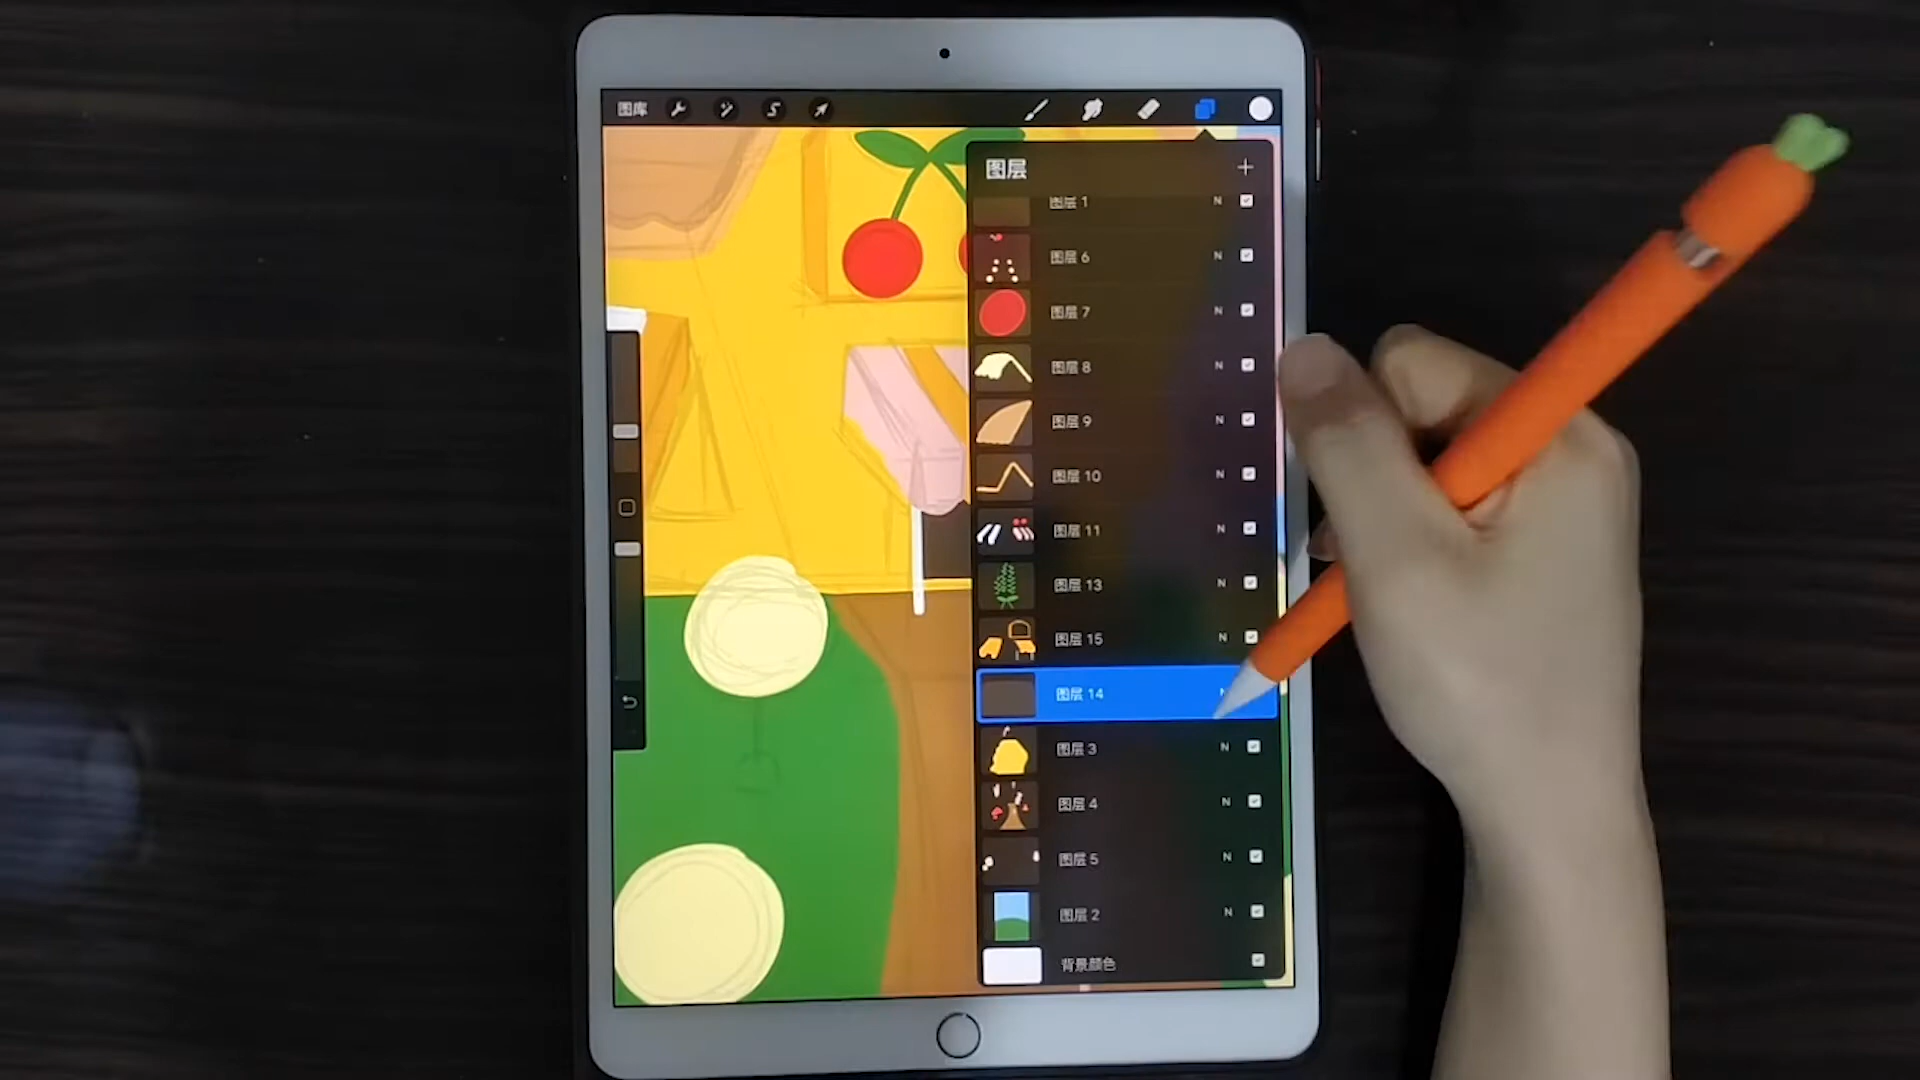 图库
图层
图层 1 N
图层 6 N
图层 7 N
图层 8 N
图层 9 N
图层 10 N
图层 11 N
图层 13 N
图层 15 N
图层 14
图层 3 N
图层 4 N
图层 5 N
图层 2 N
背景颜色